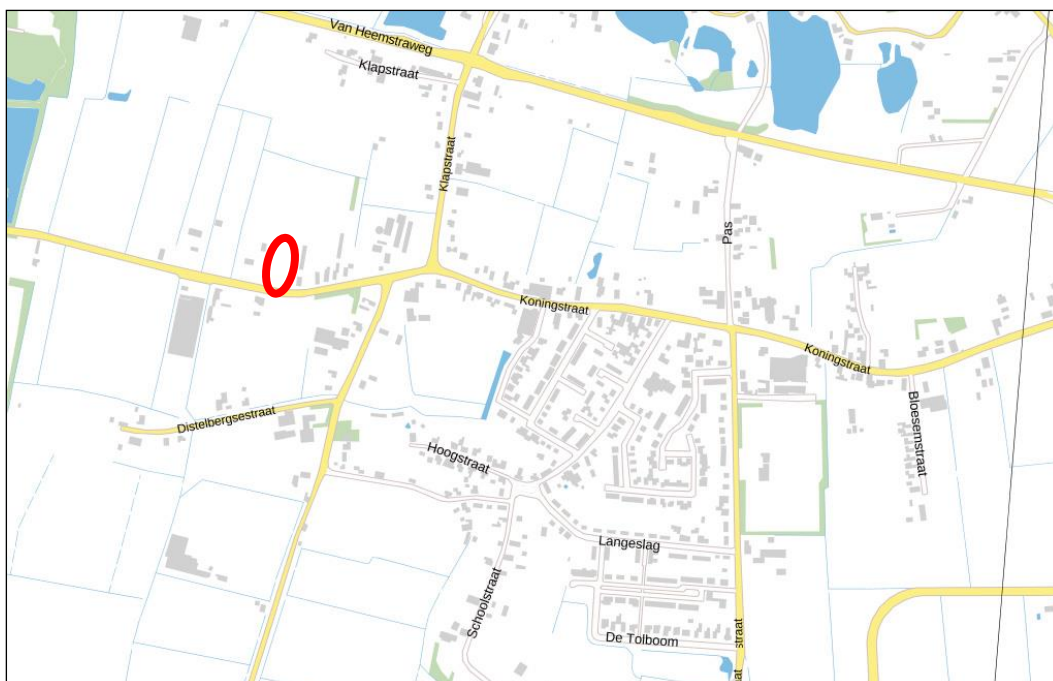 Van Heemstraweg
Klapstraat
Klapstraat
Pas
Koningstraat
Koningstraat
Distelbergsestraat
Bloesemstraat
Hoogstraat
Langeslag
Schoolstraat
De Tolboom
straat